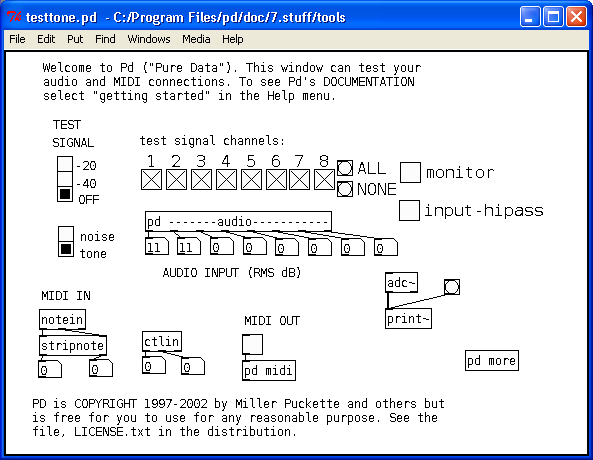 testtone.pd - C:/Program Files/pd/doc/7.stuff/tools
File Edit Put Find Windows Media Help
Welcome to Pd ("Pure Data"). This window can test your
audio and MIDI connections. To see Pd's DOCUMENTATION
select "getting started" in the Help menu.
TEST
SIGNAL
test signal channels:
1 2 3 4 5 6 7 8
-20
-40
OFF
ALL
NONE
monitor
input-hipass
noise
tone
pd -------audio-----------
11 11 0 0 0 0 0 0
AUDIO INPUT (RMS dB)
adc~
print~
MIDI IN
notein
stripnote
0 0
ctlin
0 0
MIDI OUT
pd midi
pd more
PD is COPYRIGHT 1997-2002 by Miller Puckette and others but
is free for you to use for any reasonable purpose. See the
file, LICENSE.txt in the distribution.